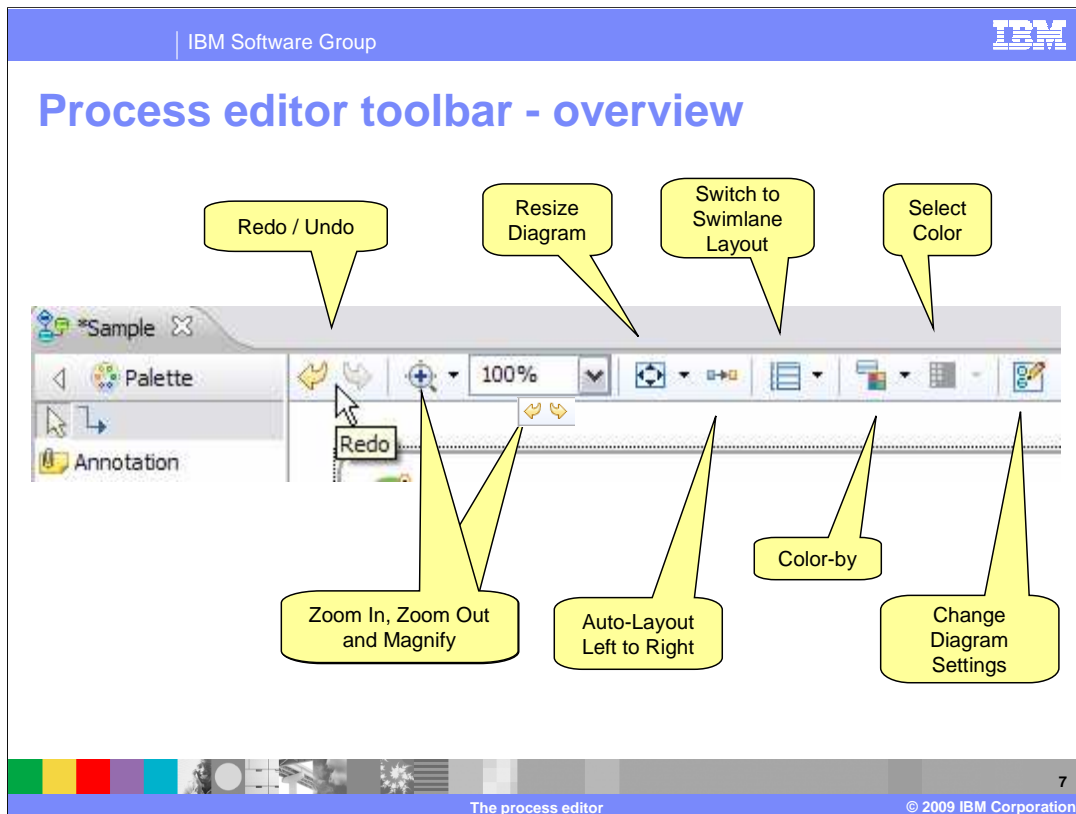 IBM Software Group
IBM
Process editor toolbar - overview
Redo / Undo
Resize
Diagram
Switch to
Swimlane
Layout
Select
Color
*Sample
Palette
100%
Redo
Annotation
Zoom In, Zoom Out
and Magnify
Auto-Layout
Left to Right
Color-by
Change
Diagram
Settings
7
The process editor
© 2009 IBM Corporation